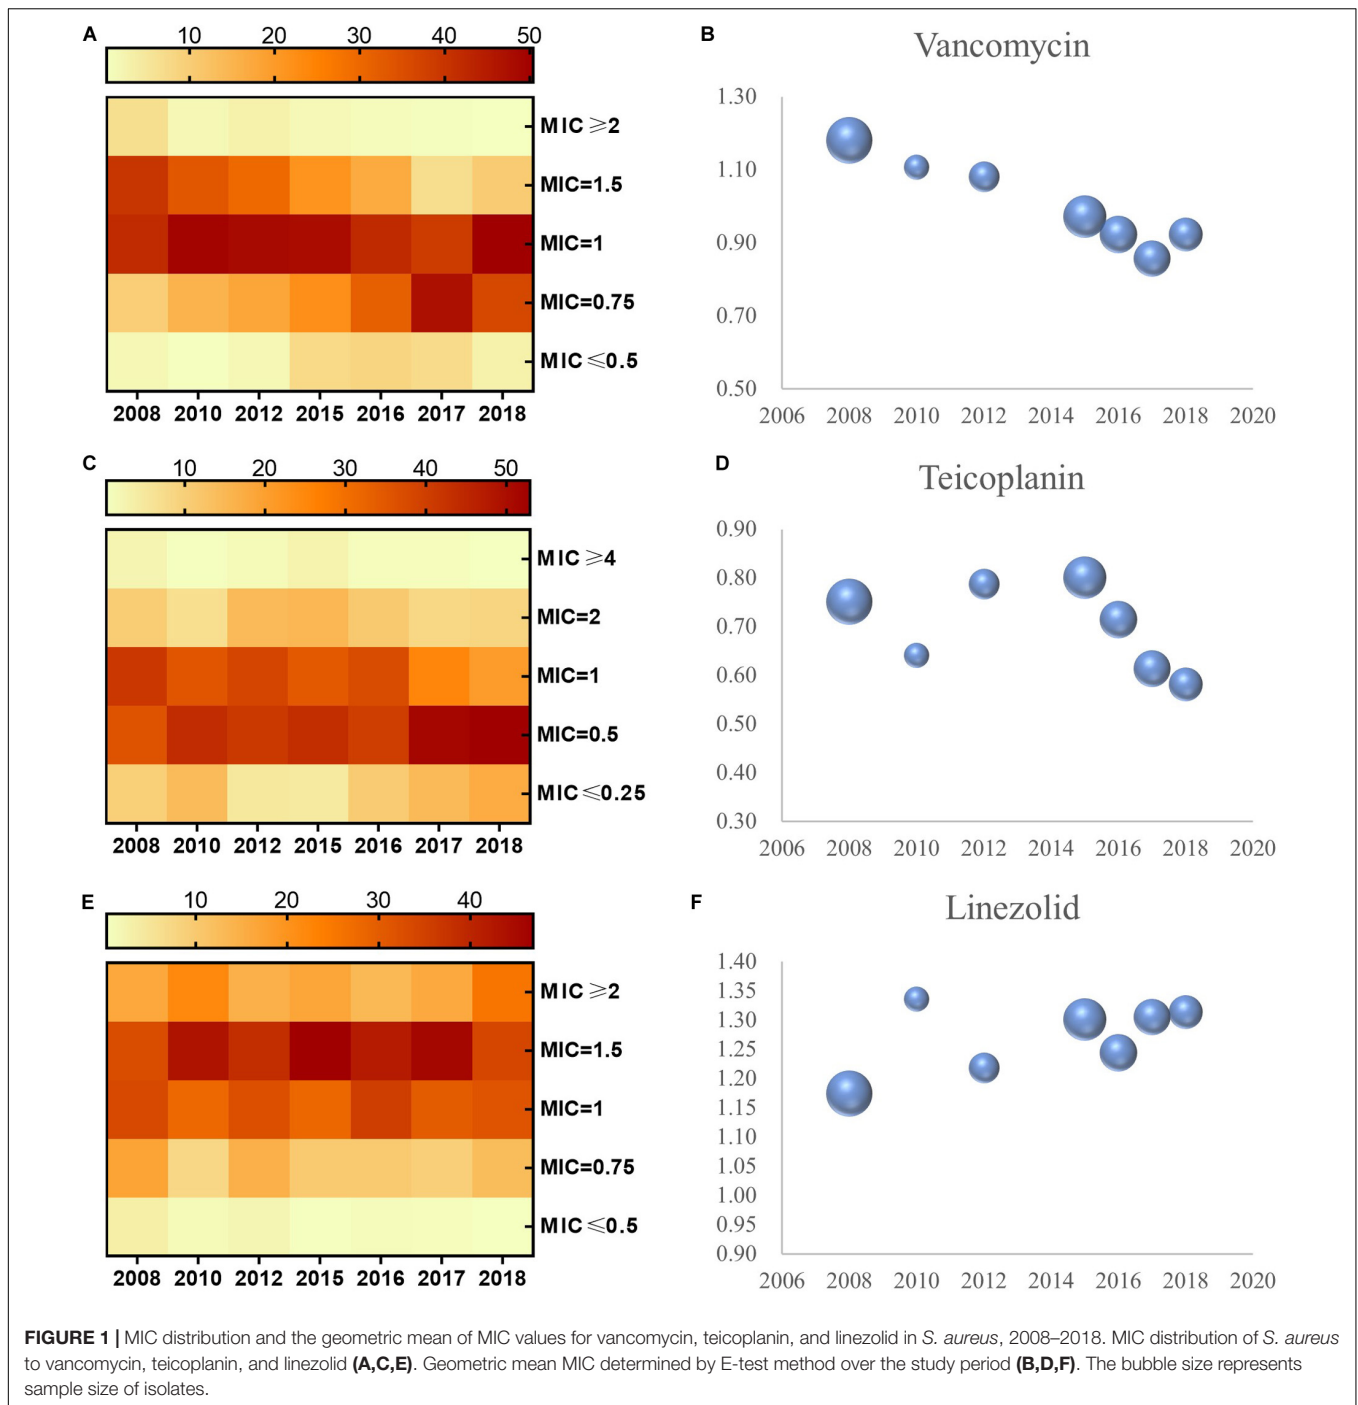 A
10 20 30 40 50
MIC ⩾2
MIC=1.5
MIC=1
MIC=0.75
MIC ⩽0.5
2008 2010 2012 2015 2016 2017 2018
B
Vancomycin
1.30
1.10
0.90
0.70
0.50
2006 2008 2010 2012 2014 2016 2018 2020
C
10 20 30 40 50
MIC ⩾4
MIC=2
MIC=1
MIC=0.5
MIC ⩽0.25
2008 2010 2012 2015 2016 2017 2018
D
Teicoplanin
0.90
0.80
0.70
0.60
0.50
0.40
0.30
2006 2008 2010 2012 2014 2016 2018 2020
E
10 20 30 40
MIC ⩾2
MIC=1.5
MIC=1
MIC=0.75
MIC ⩽0.5
2008 2010 2012 2015 2016 2017 2018
F
Linezolid
1.40
1.35
1.30
1.25
1.20
1.15
1.10
1.05
1.00
0.95
0.90
2006 2008 2010 2012 2014 2016 2018 2020
FIGURE 1 | MIC distribution and the geometric mean of MIC values for vancomycin, teicoplanin, and linezolid in S. aureus, 2008–2018. MIC distribution of S. aureus
to vancomycin, teicoplanin, and linezolid (A,C,E). Geometric mean MIC determined by E-test method over the study period (B,D,F). The bubble size represents
sample size of isolates.